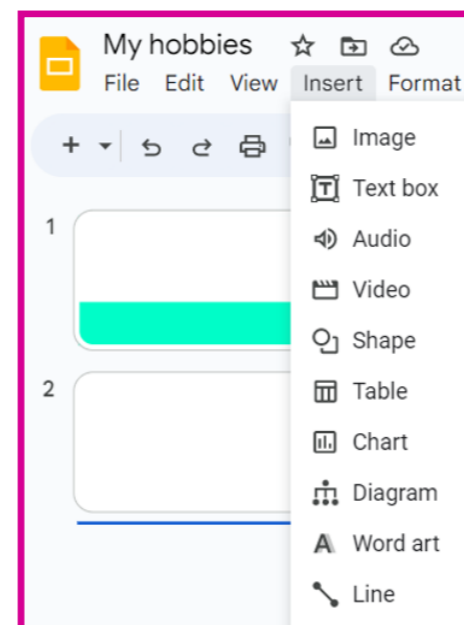 My hobbies
File Edit View Insert Format
Image
Text box
Audio
Video
Shape
Table
Chart
Diagram
Word art
Line
1
2